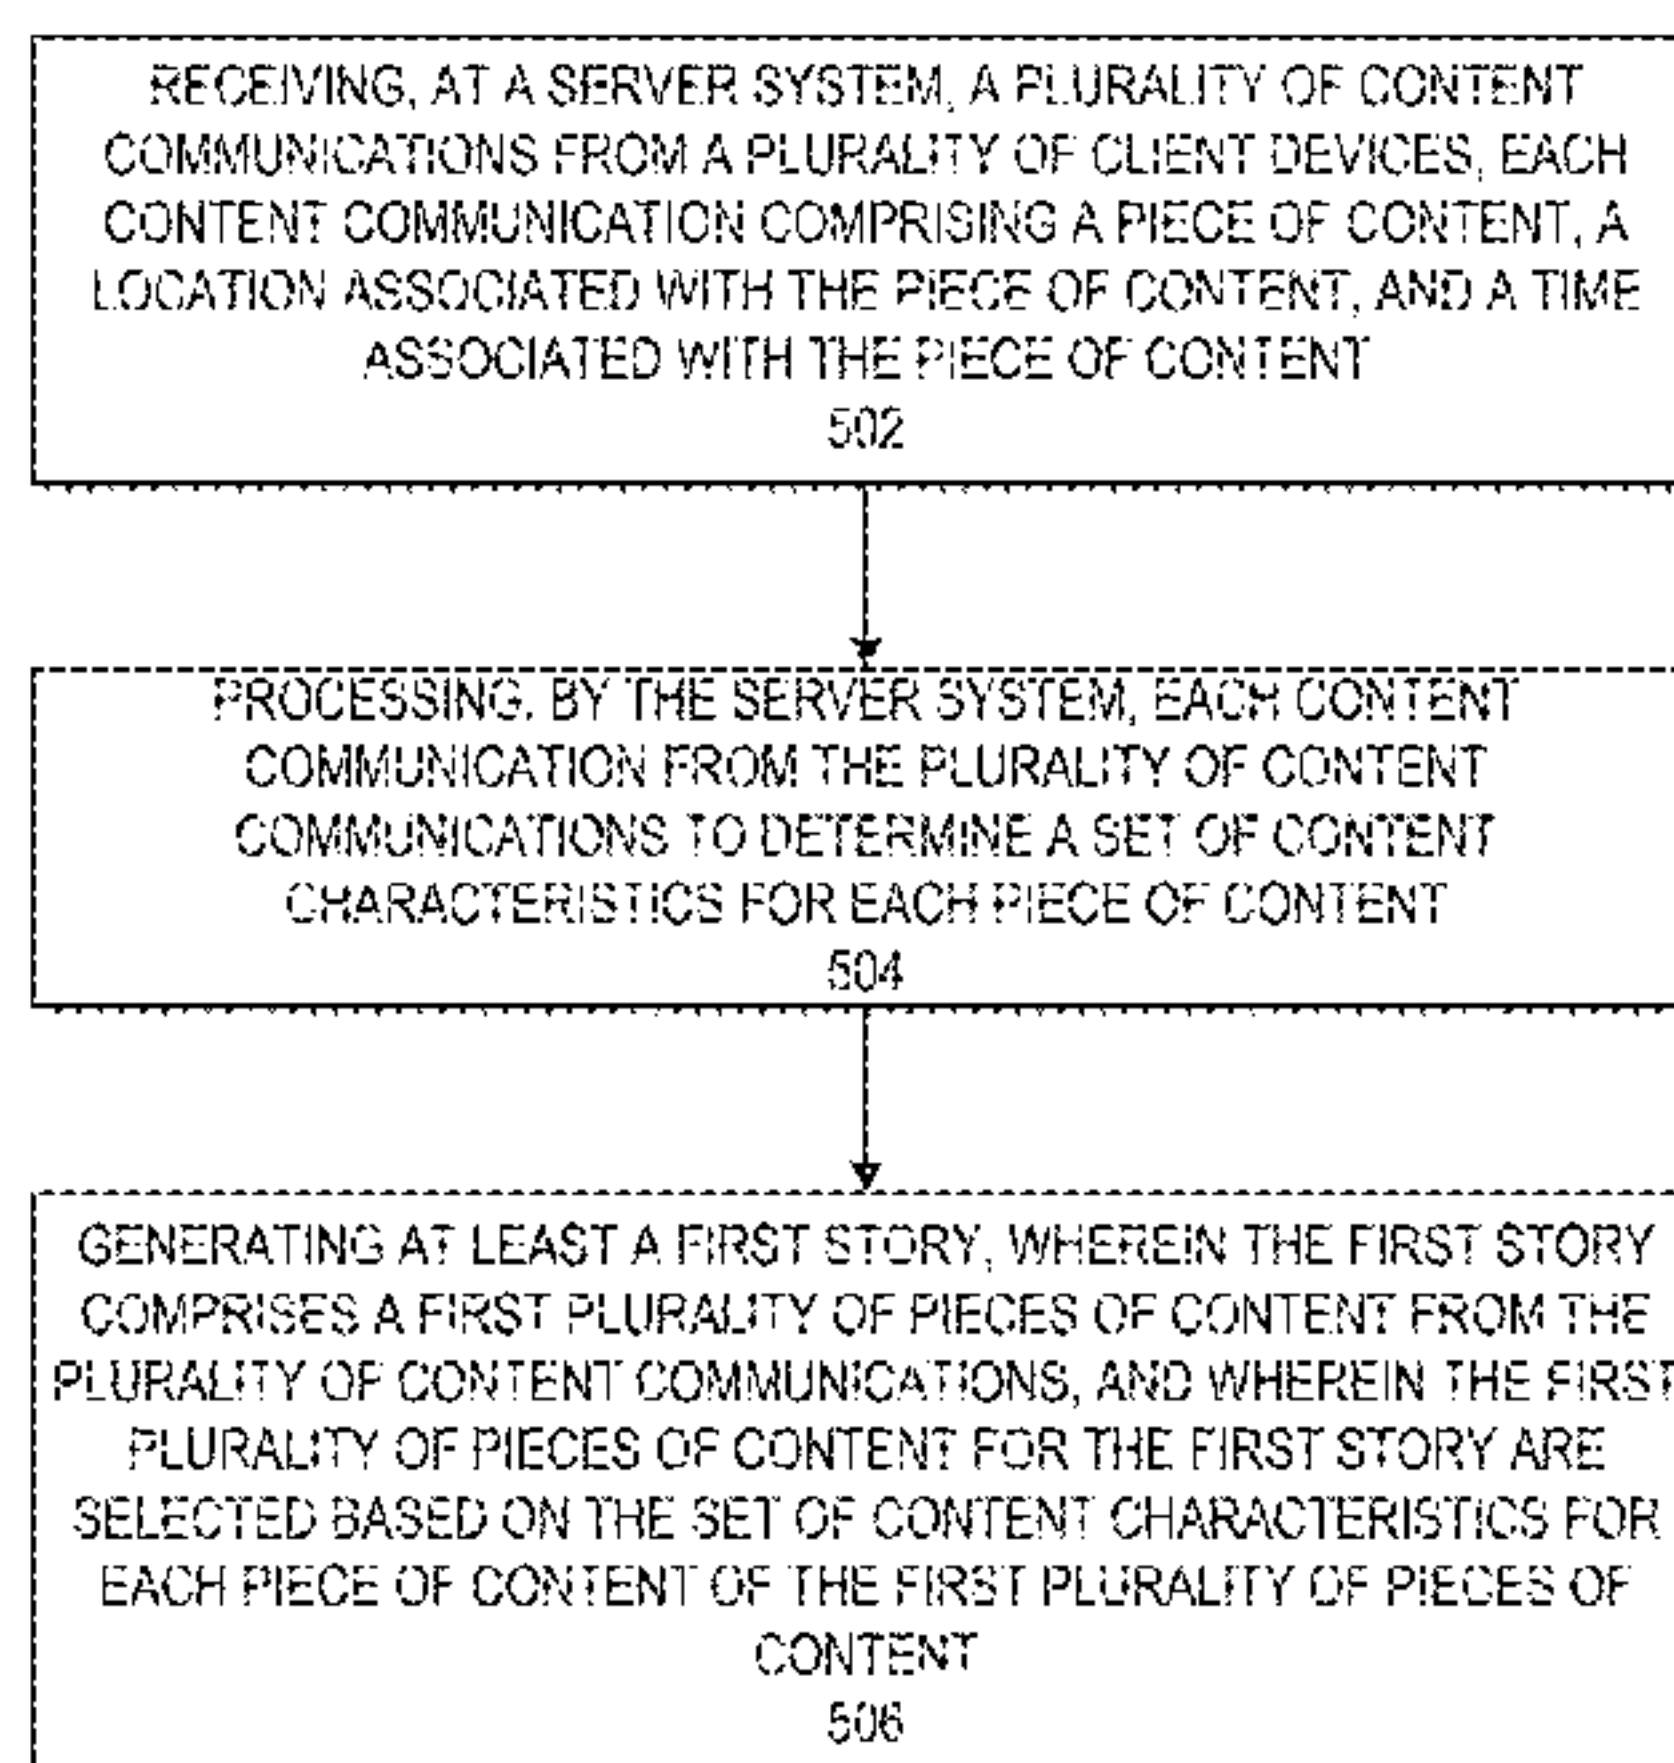 RECEIVING, AT A SERVER SYSTEM, A PLURALITY OF CONTENT
COMMUNICATIONS FROM A PLURALITY OF CLIENT DEVICES, EACH
CONTENT COMMUNICATION COMPRISING A PIECE OF CONTENT, A
LOCATION ASSOCIATED WITH THE PIECE OF CONTENT, AND A TIME
ASSOCIATED WITH THE PIECE OF CONTENT
502
PROCESSING, BY THE SERVER SYSTEM, EACH CONTENT
COMMUNICATION FROM THE PLURALITY OF CONTENT
COMMUNICATIONS TO DETERMINE A SET OF CONTENT
CHARACTERISTICS FOR EACH PIECE OF CONTENT
504
GENERATING AT LEAST A FIRST STORY, WHEREIN THE FIRST STORY
COMPRISES A FIRST PLURALITY OF PIECES OF CONTENT FROM THE
PLURALITY OF CONTENT COMMUNICATIONS, AND WHEREIN THE FIRST
PLURALITY OF PIECES OF CONTENT FOR THE FIRST STORY ARE
SELECTED BASED ON THE SET OF CONTENT CHARACTERISTICS FOR
EACH PIECE OF CONTENT OF THE FIRST PLURALITY OF PIECES OF
CONTENT
506